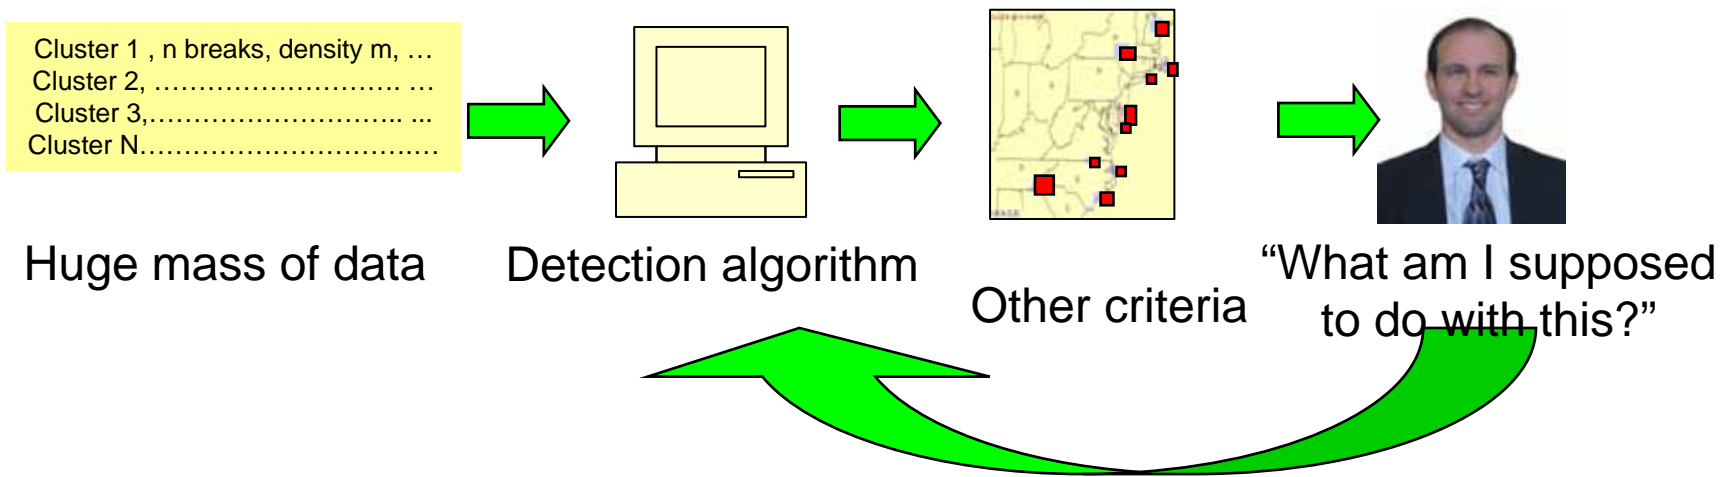 Cluster 1 , n breaks, density m, …
Cluster 2, ………………………. …
Cluster 3,……………………….. ...
Cluster N………………………….…
Huge mass of data
Detection algorithm
Other criteria
“What am I supposed
to do with this?”